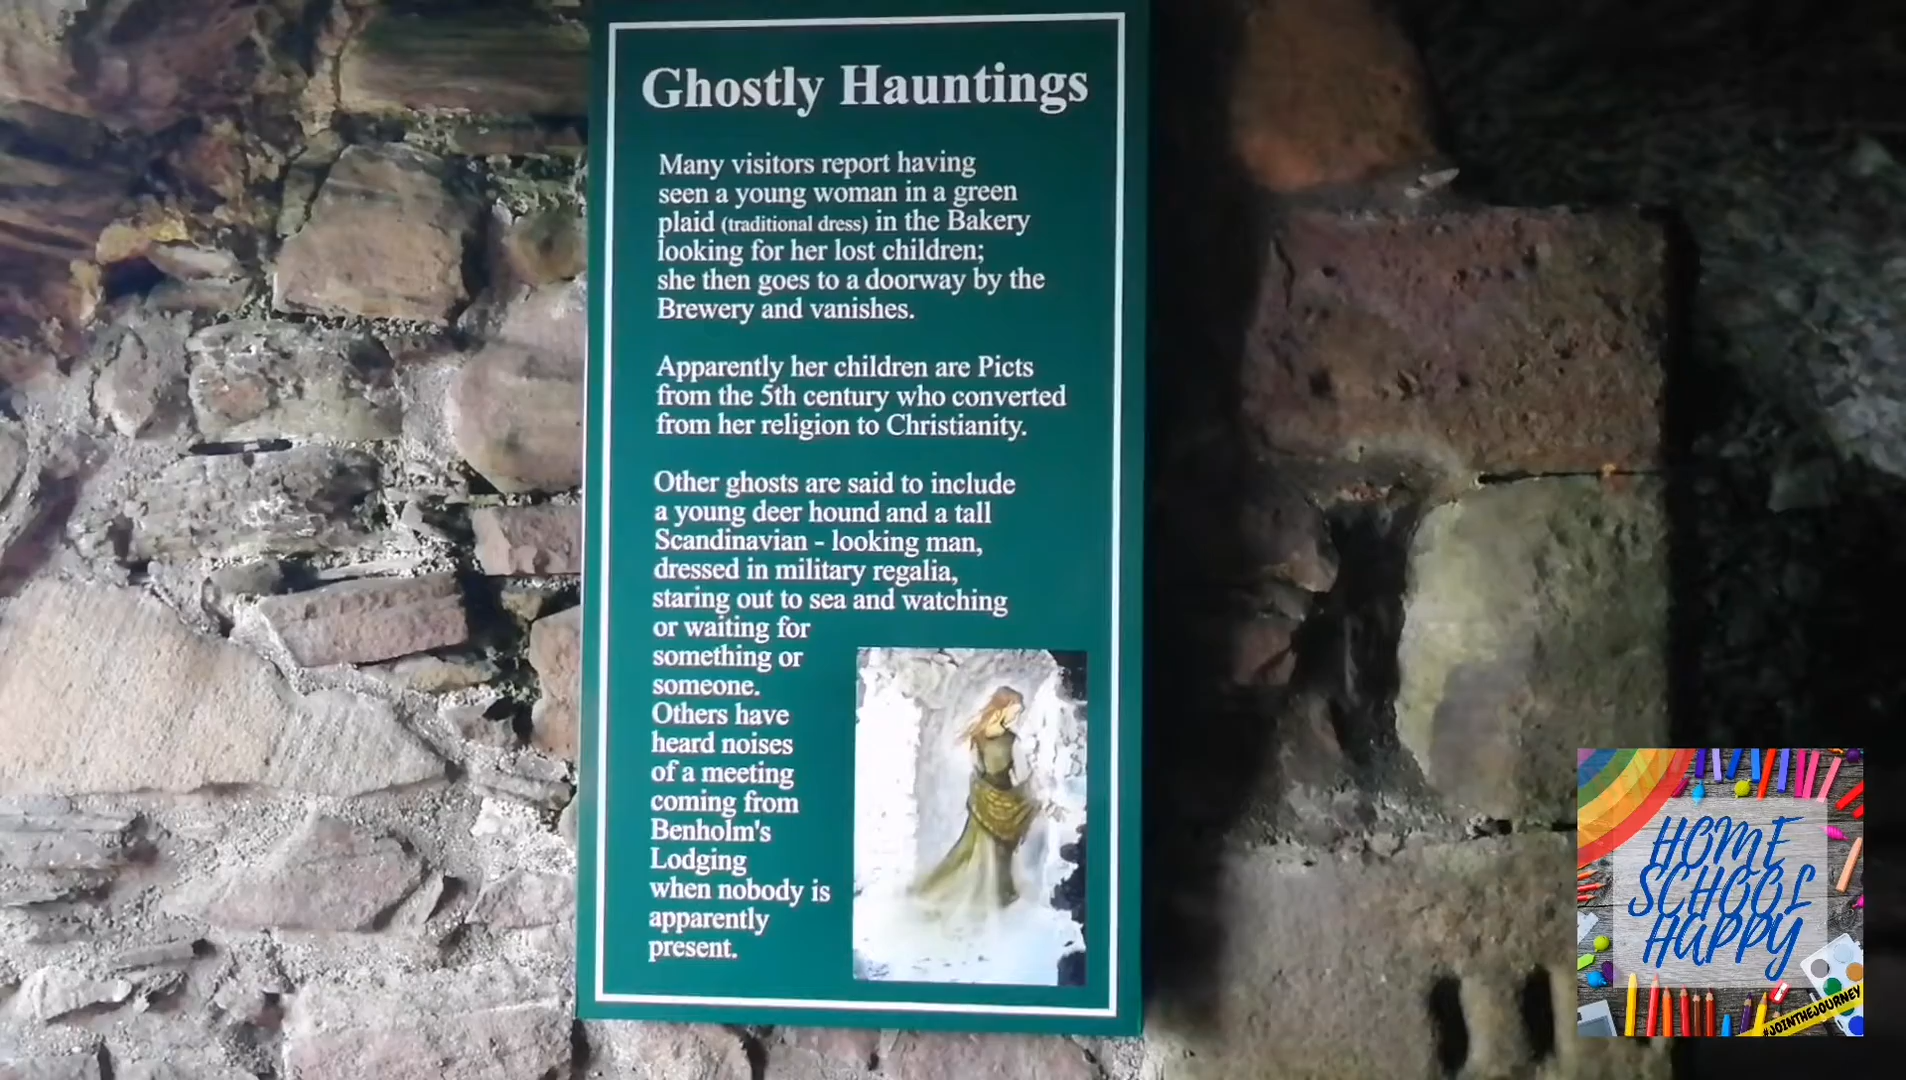 Ghostly Hauntings
Many visitors report having
seen a young woman in a green
plaid (traditional dress) in the Bakery
looking for her lost children;
she then goes to a doorway by the
Brewery and vanishes.
Apparently her children are Picts
from the 5th century who converted
from her religion to Christianity.
Other ghosts are said to include
a young deer hound and a tall
Scandinavian - looking man,
dressed in military regalia,
staring out to sea and watching
or waiting for
something or
someone.
Others have
heard noises
of a meeting
coming from
Benholm's
Lodging
when nobody is
apparently
present.
HOME
SCHOOL
HAPPY
#JOINTHEJOURNEY